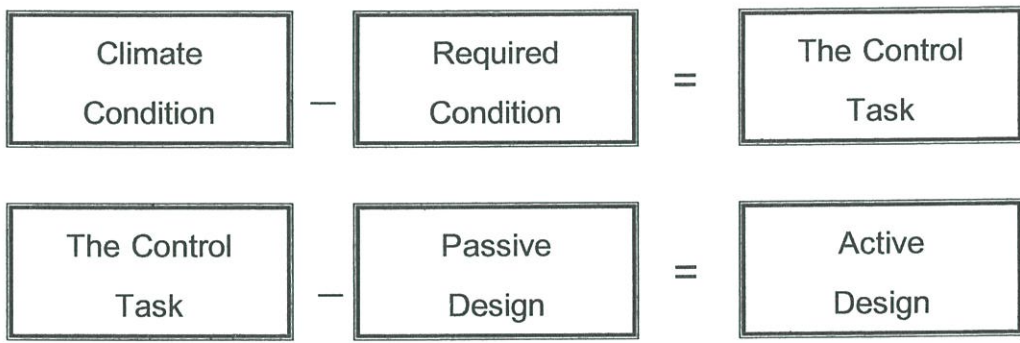 Climate
Condition
–
Required
Condition
=
The Control
Task
The Control
Task
–
Passive
Design
=
Active
Design